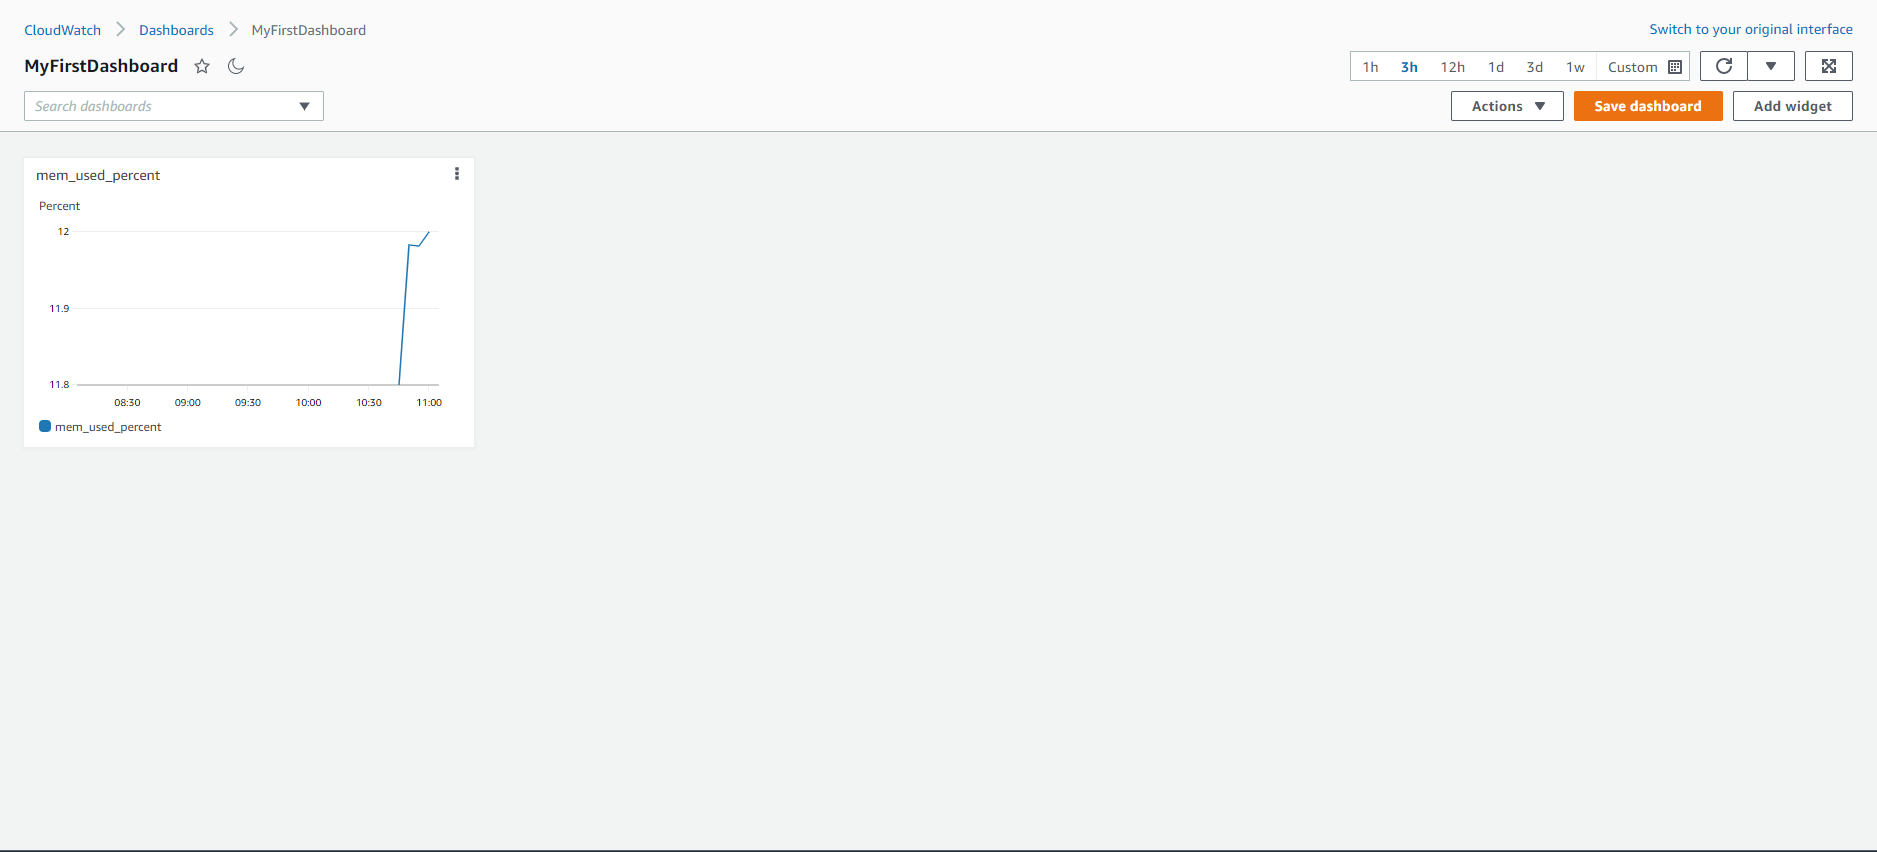 CloudWatch Dashboards MyFirstDashboard
Switch to your original interface
MyFirstDashboard
1h 3h 12h 1d 3d 1w Custom
Search dashboards
Actions Save dashboard Add widget
mem_used_percent
Percent
12
11.9
11.8
08:30 09:00 09:30 10:00 10:30 11:00
mem_used_percent